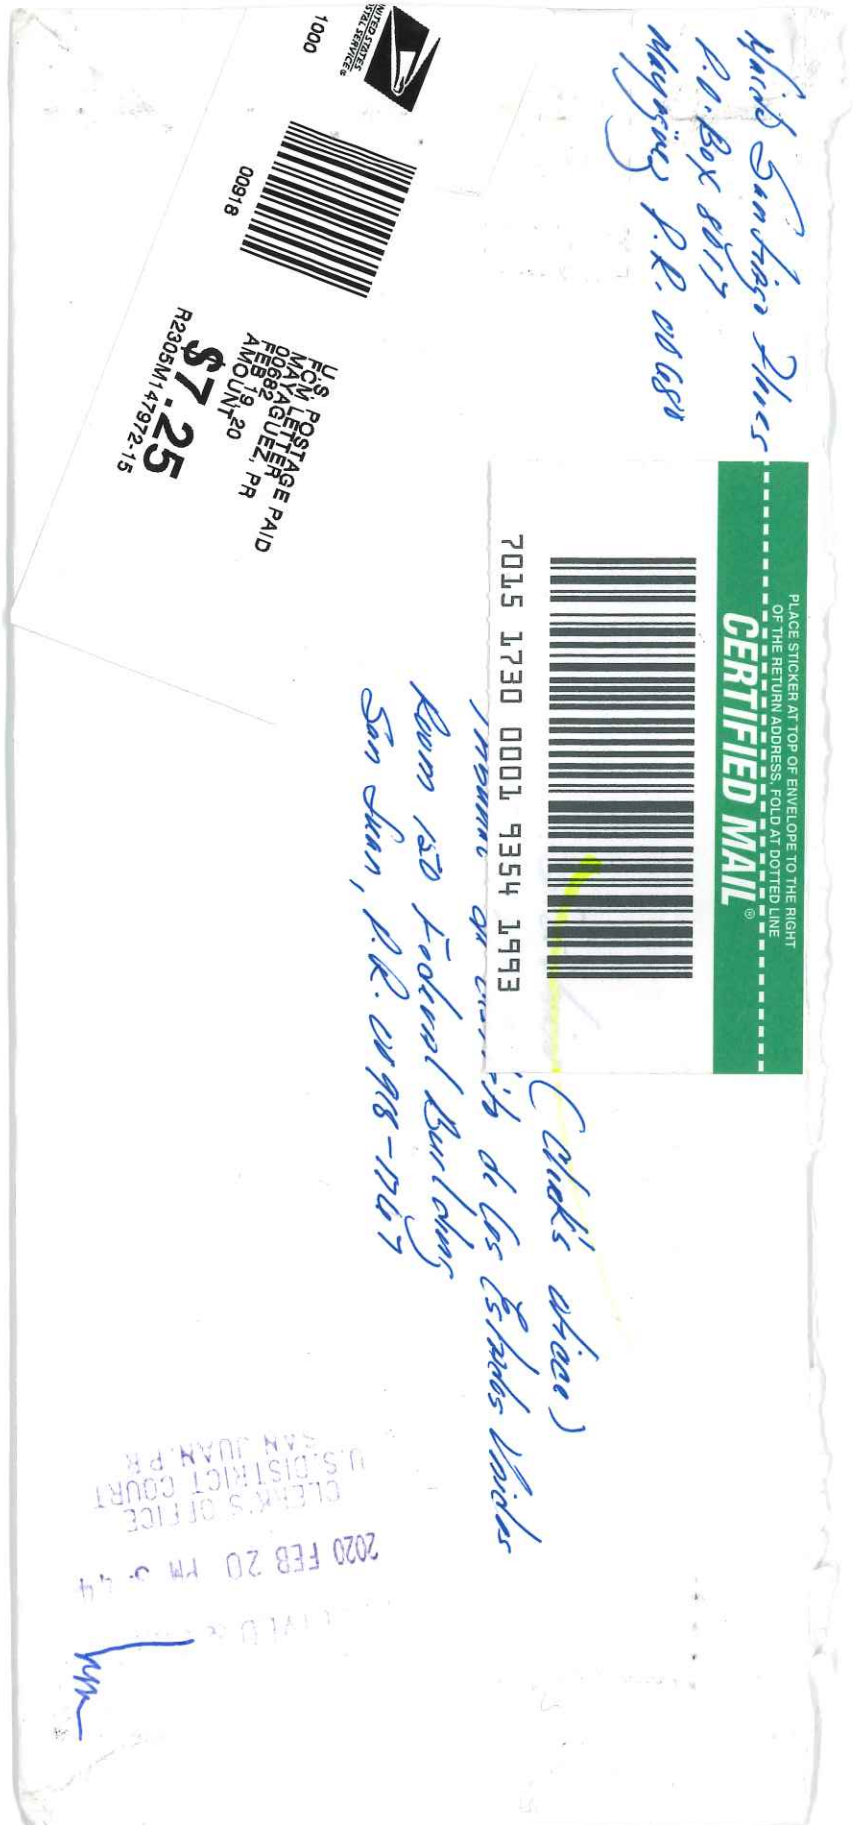 Santiago
P.O. Box 8017
Mayagüez P.R. 00680
UNITED STATES
POSTAL SERVICE®
1000
00918
U.S. POSTAGE PAID
FCM LETTER
MAYAGUEZ, PR
00682
FEB 19, 20
AMOUNT
$7.25
R2305M147972-15
PLACE STICKER AT TOP OF ENVELOPE TO THE RIGHT
OF THE RETURN ADDRESS, FOLD AT DOTTED LINE
CERTIFIED MAIL®
7015 1730 0001 9354 1993
(Clerk's office)
de los Estados Unidos
Room 150 Federal Building
San Juan, P.R. 00918-1767
2020 FEB 20 PM
CLERK'S OFFICE
U.S. DISTRICT COURT
SAN JUAN, PR